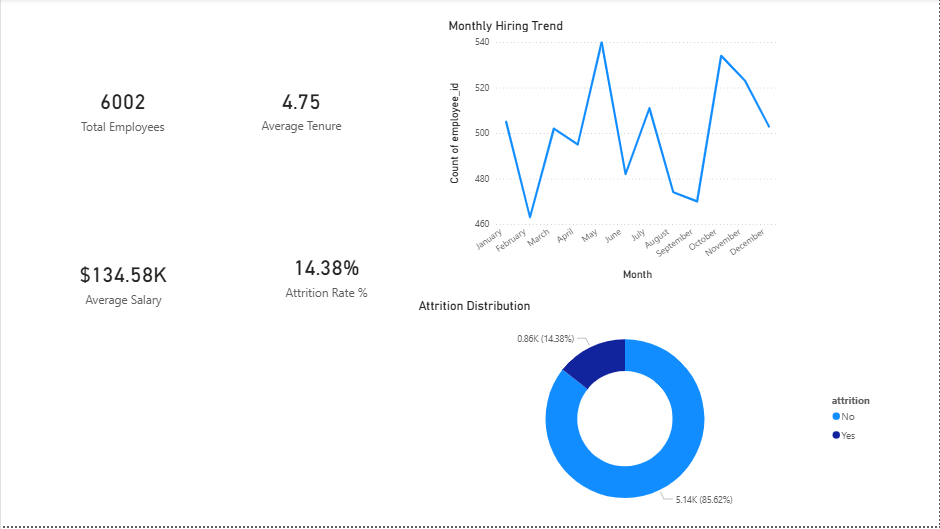 6002
Total Employees
4.75
Average Tenure
$134.58K
Average Salary
14.38%
Attrition Rate %
Monthly Hiring Trend
Count of employee_id
540
520
500
480
460
January
February
March
April
May
June
July
August
September
October
November
December
Month
Attrition Distribution
0.86K (14.38%)
5.14K (85.62%)
attrition
No
Yes